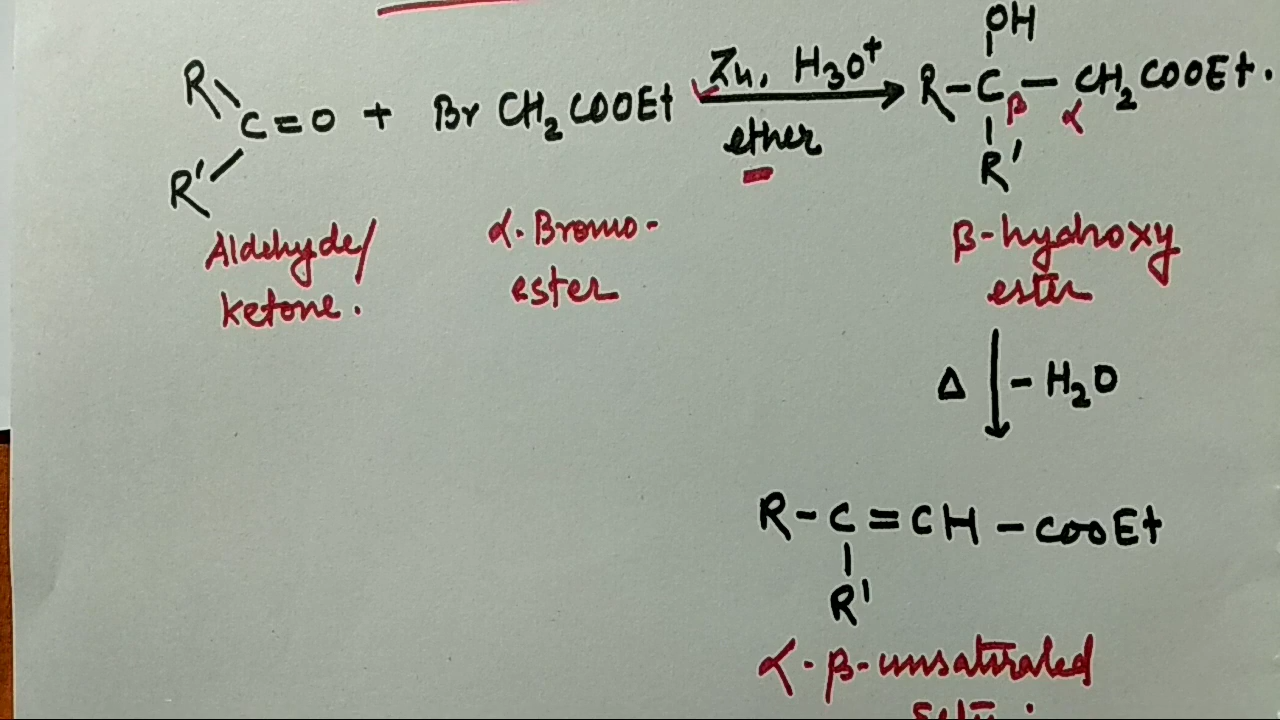 OH
R
C=O + Br CH₂COOEt Zn, H₃O⁺ R-C-CH₂COOEt.
ether β α
R' R'
Aldehyde/ α-Bromo- β-hydroxy
ketone. ester ester
Δ -H₂O
R-C=CH-COOEt
R'
α-β-unsaturated